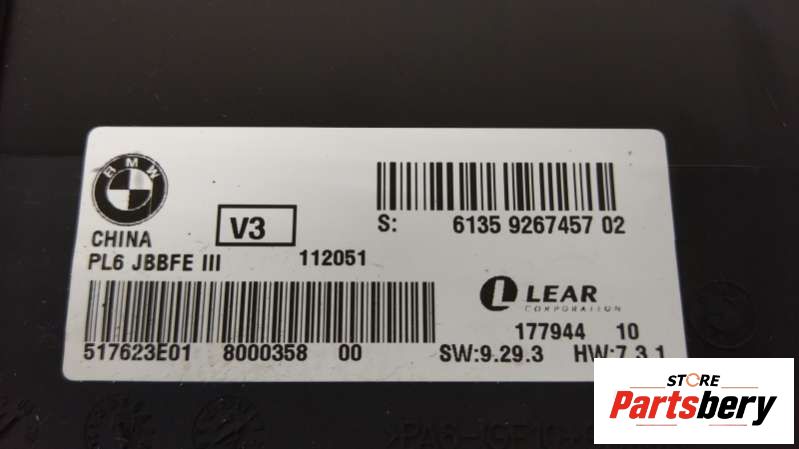 BMW
S: 6135 9267457 02
CHINA
V3
PL6 JBBFE III 112051
LEAR
CORPORATION
177944 10
517623E01 8000358 00 SW:9.29.3 HW:7.3.1
STORE
Partsbery